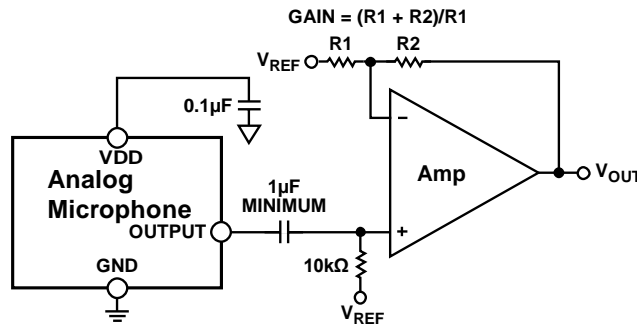 GAIN = (R1 + R2)/R1
R1
R2
VREF
0.1µF
VDD
Analog
Microphone
OUTPUT
GND
1µF
MINIMUM
10kΩ
VREF
−
+
Amp
VOUT